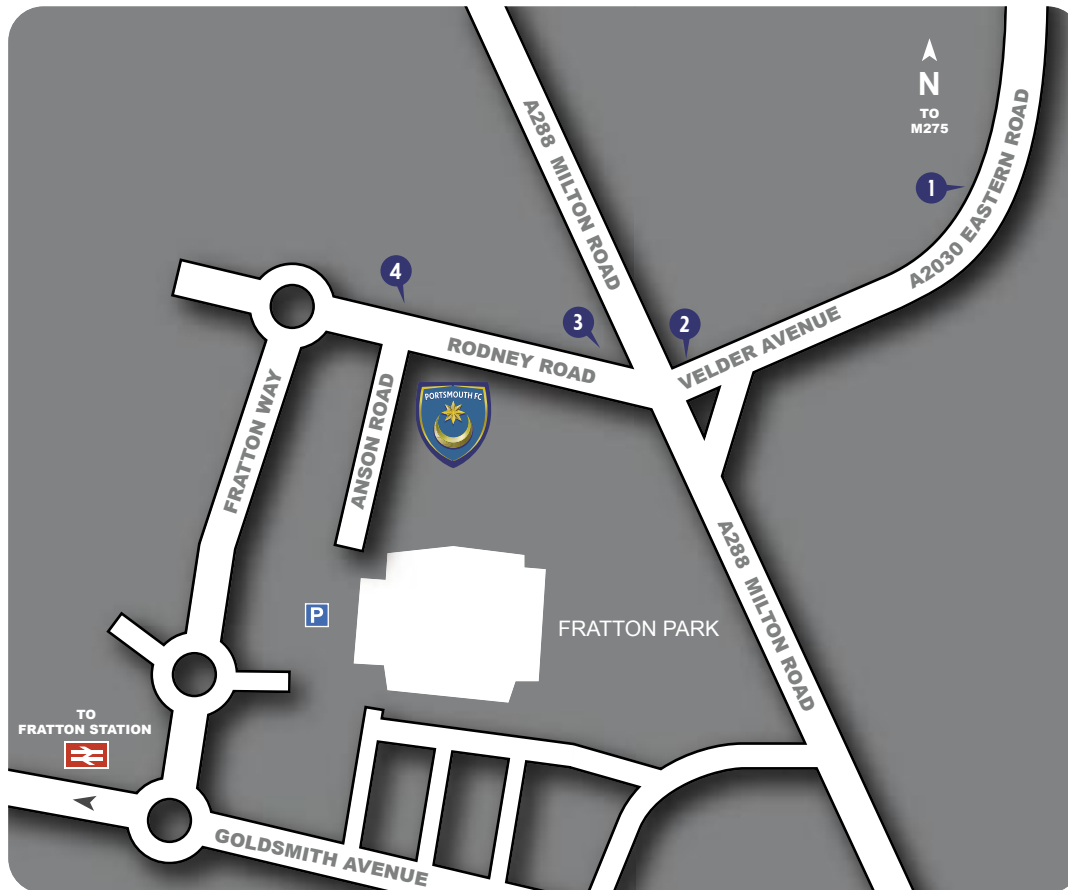 N
TO
M275
A288 MILTON ROAD
A2030 EASTERN ROAD
1
4
3
2
RODNEY ROAD
VELDER AVENUE
FRATTON WAY
ANSON ROAD
PORTSMOUTH FC
A288 MILTON ROAD
P
FRATTON PARK
TO
FRATTON STATION
GOLDSMITH AVENUE